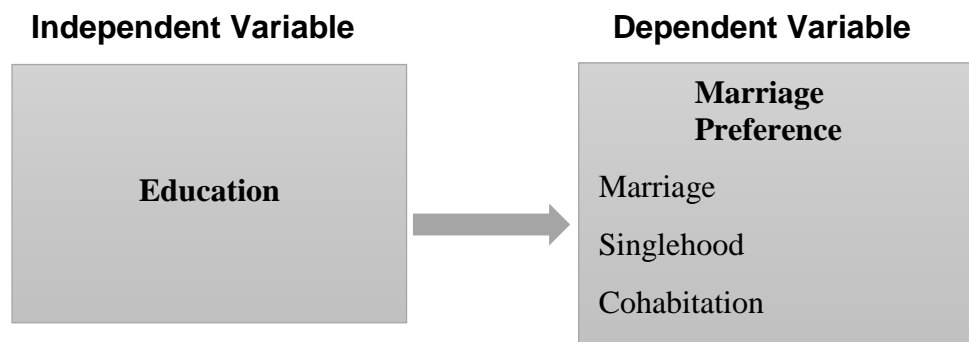 Independent Variable
Dependent Variable
Education
Marriage
Preference
Marriage
Singlehood
Cohabitation